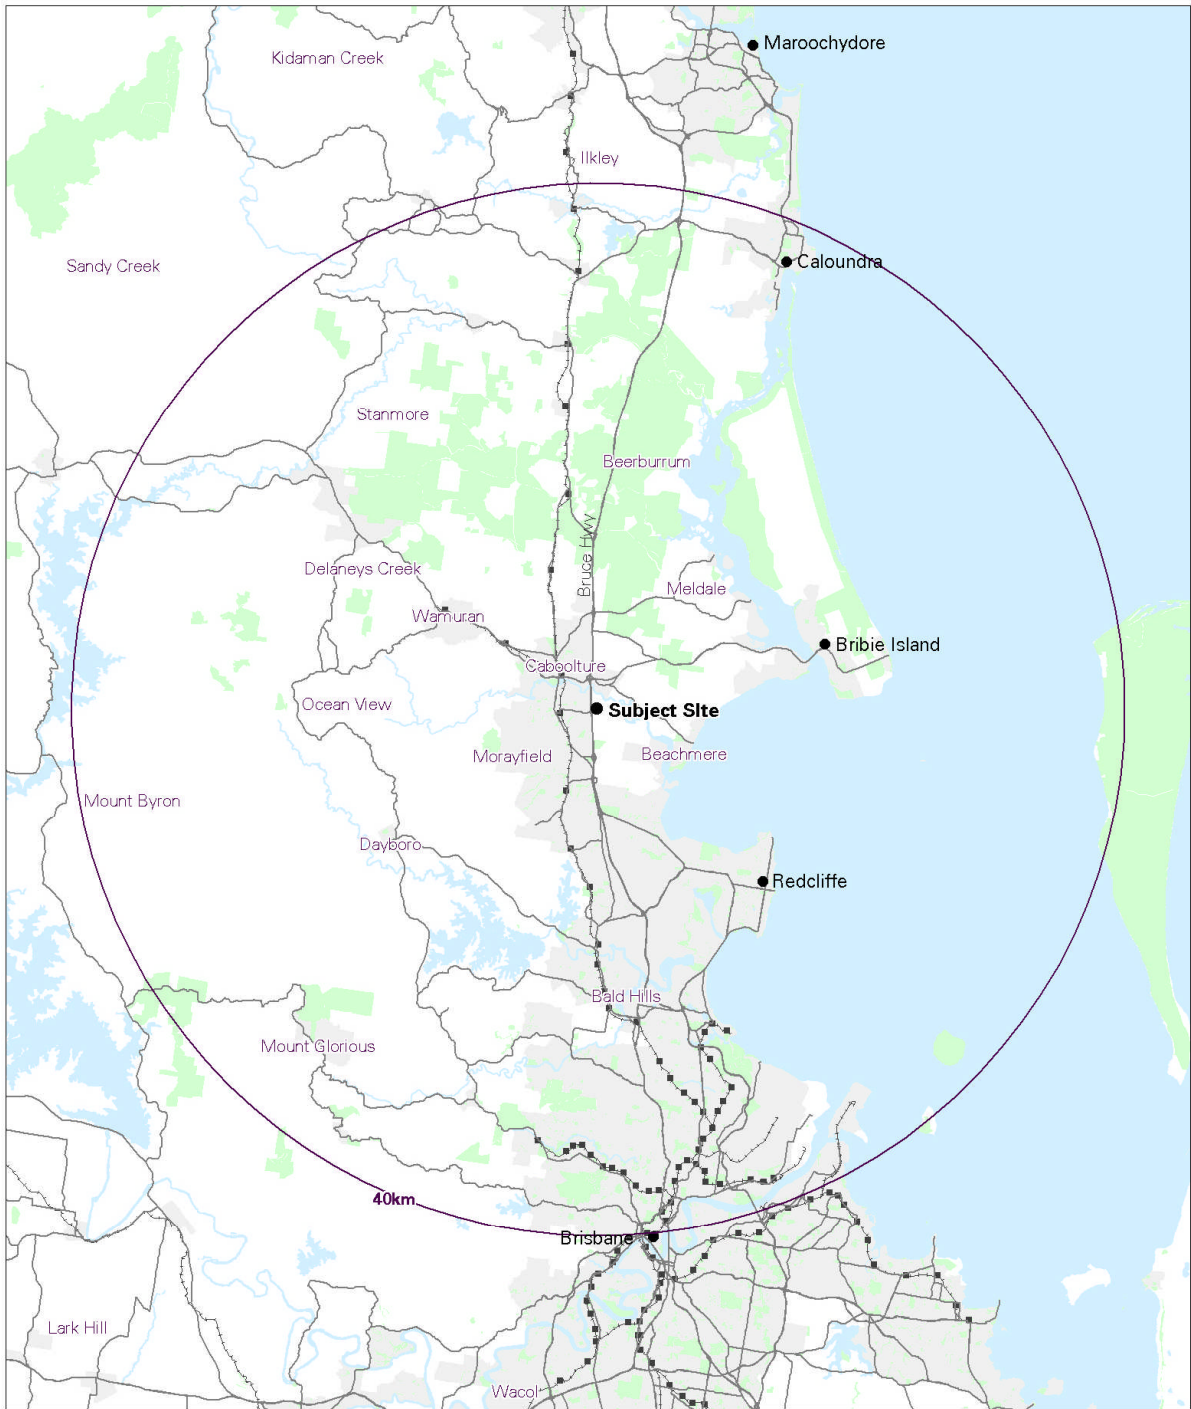 Maroochydore
Kidaman Creek
Ilkley
Sandy Creek
Caloundra
Stanmore
Beerburrum
Bruce Hwy
Delaneys Creek
Meldale
Wamuran
Bribie Island
Caboolture
Ocean View
Subject SIte
Morayfield
Beachmere
Mount Byron
Dayboro
Redcliffe
Bald Hills
Mount Glorious
40km
Brisbane
Lark Hill
Wacol